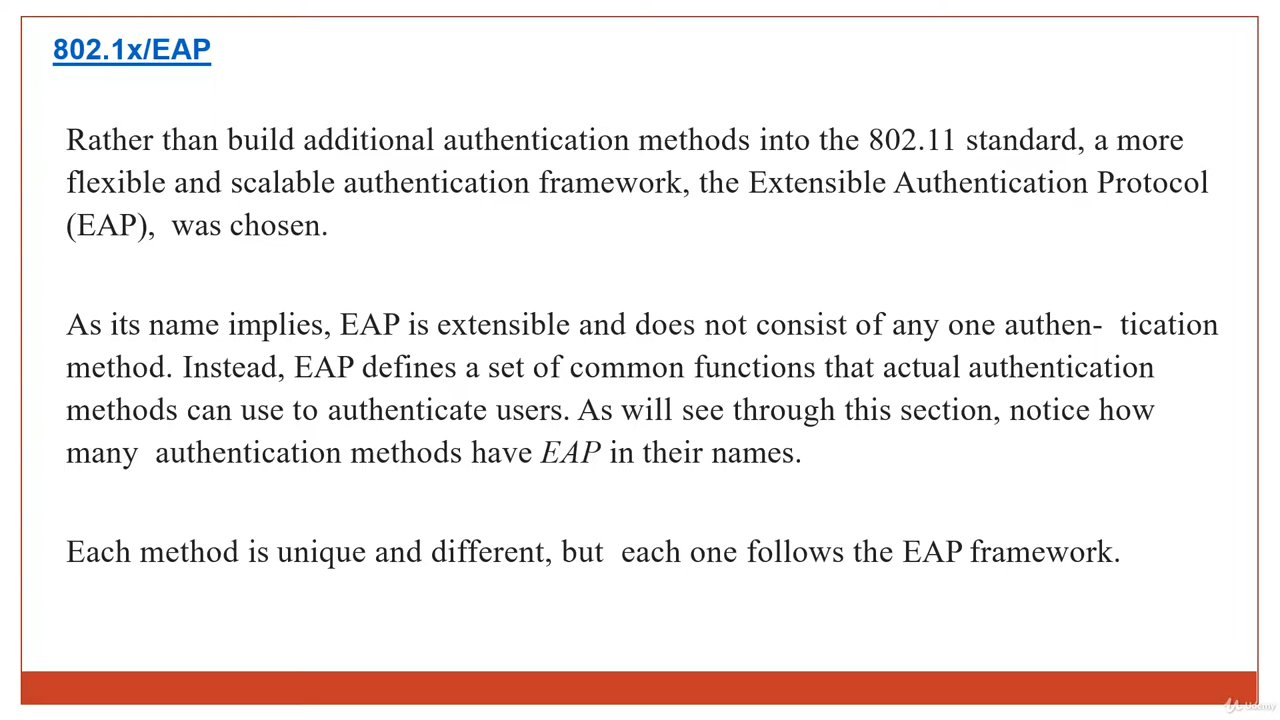 802.1x/EAP
Rather than build additional authentication methods into the 802.11 standard, a more
flexible and scalable authentication framework, the Extensible Authentication Protocol
(EAP),  was chosen.
As its name implies, EAP is extensible and does not consist of any one authen-  tication
method. Instead, EAP defines a set of common functions that actual authentication
methods can use to authenticate users. As will see through this section, notice how
many  authentication methods have EAP in their names.
Each method is unique and different, but  each one follows the EAP framework.
Udemy